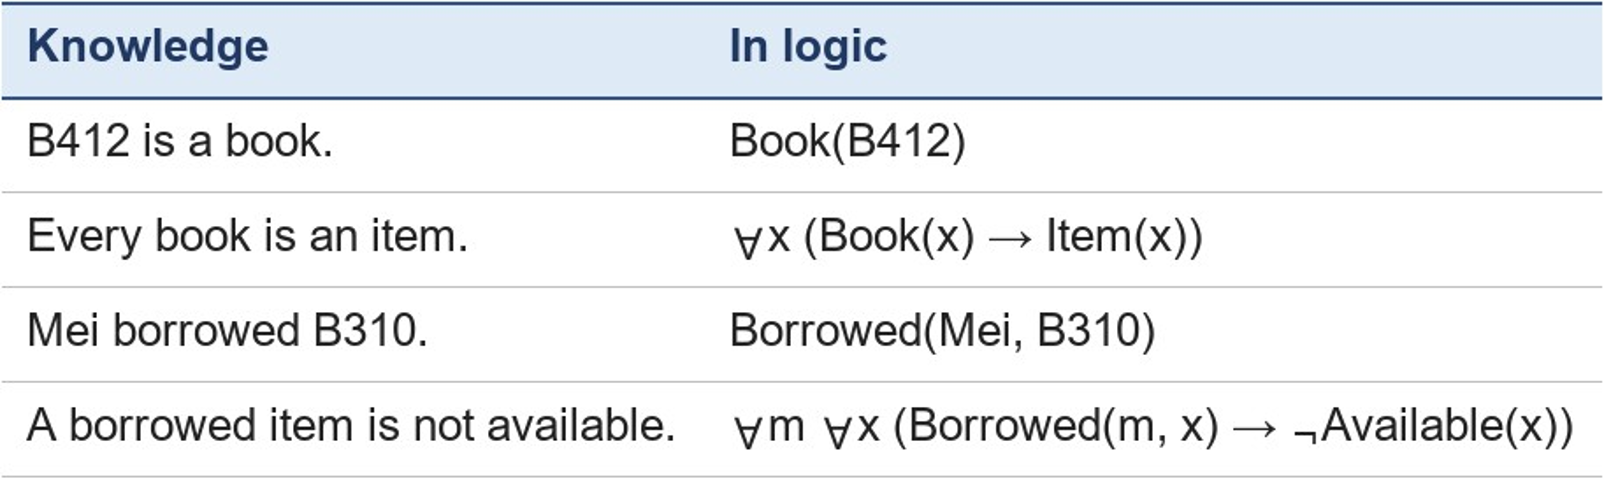 Knowledge In logic
B412 is a book. Book(B412)
Every book is an item. ∀x (Book(x) → Item(x))
Mei borrowed B310. Borrowed(Mei, B310)
A borrowed item is not available. ∀m ∀x (Borrowed(m, x) → ¬Available(x))